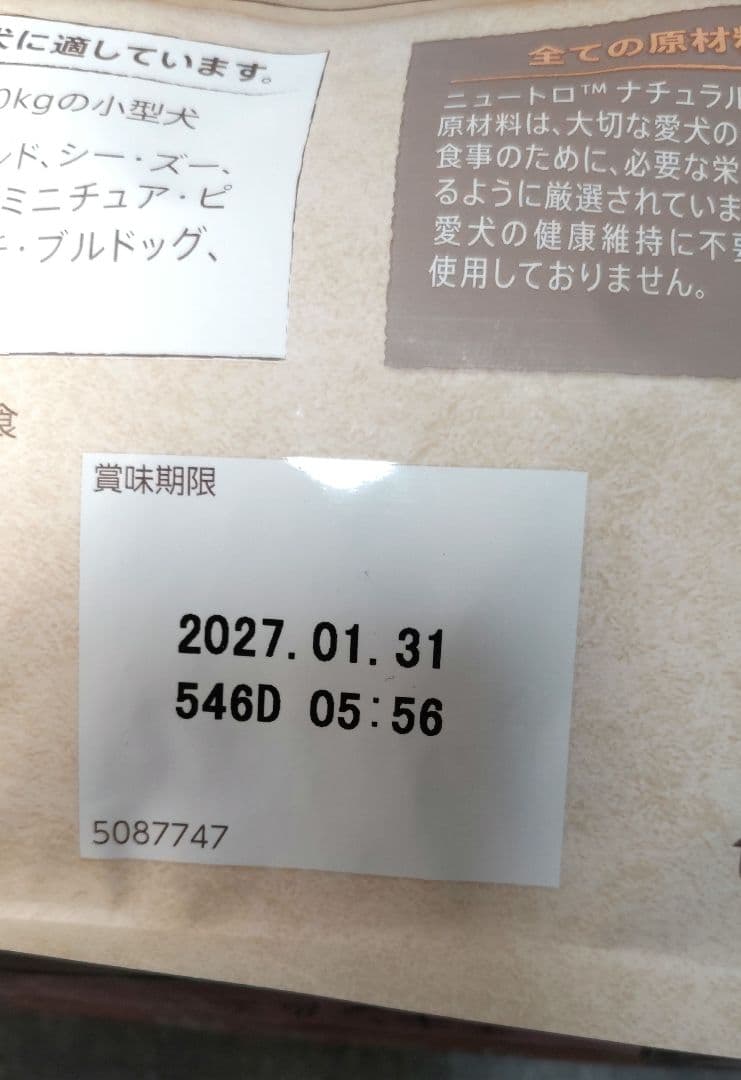 犬に適しています。
0kgの小型犬
シー・ズー、
ミニチュア・ピ
ブルドッグ、
全ての原材料
ニュートロ™ ナチュラル
原材料は、大切な愛犬の
食事のために、必要な栄
るように厳選されていま
愛犬の健康維持に不要
使用しておりません。
食
賞味期限
2027.01.31
546D 05:56
5087747